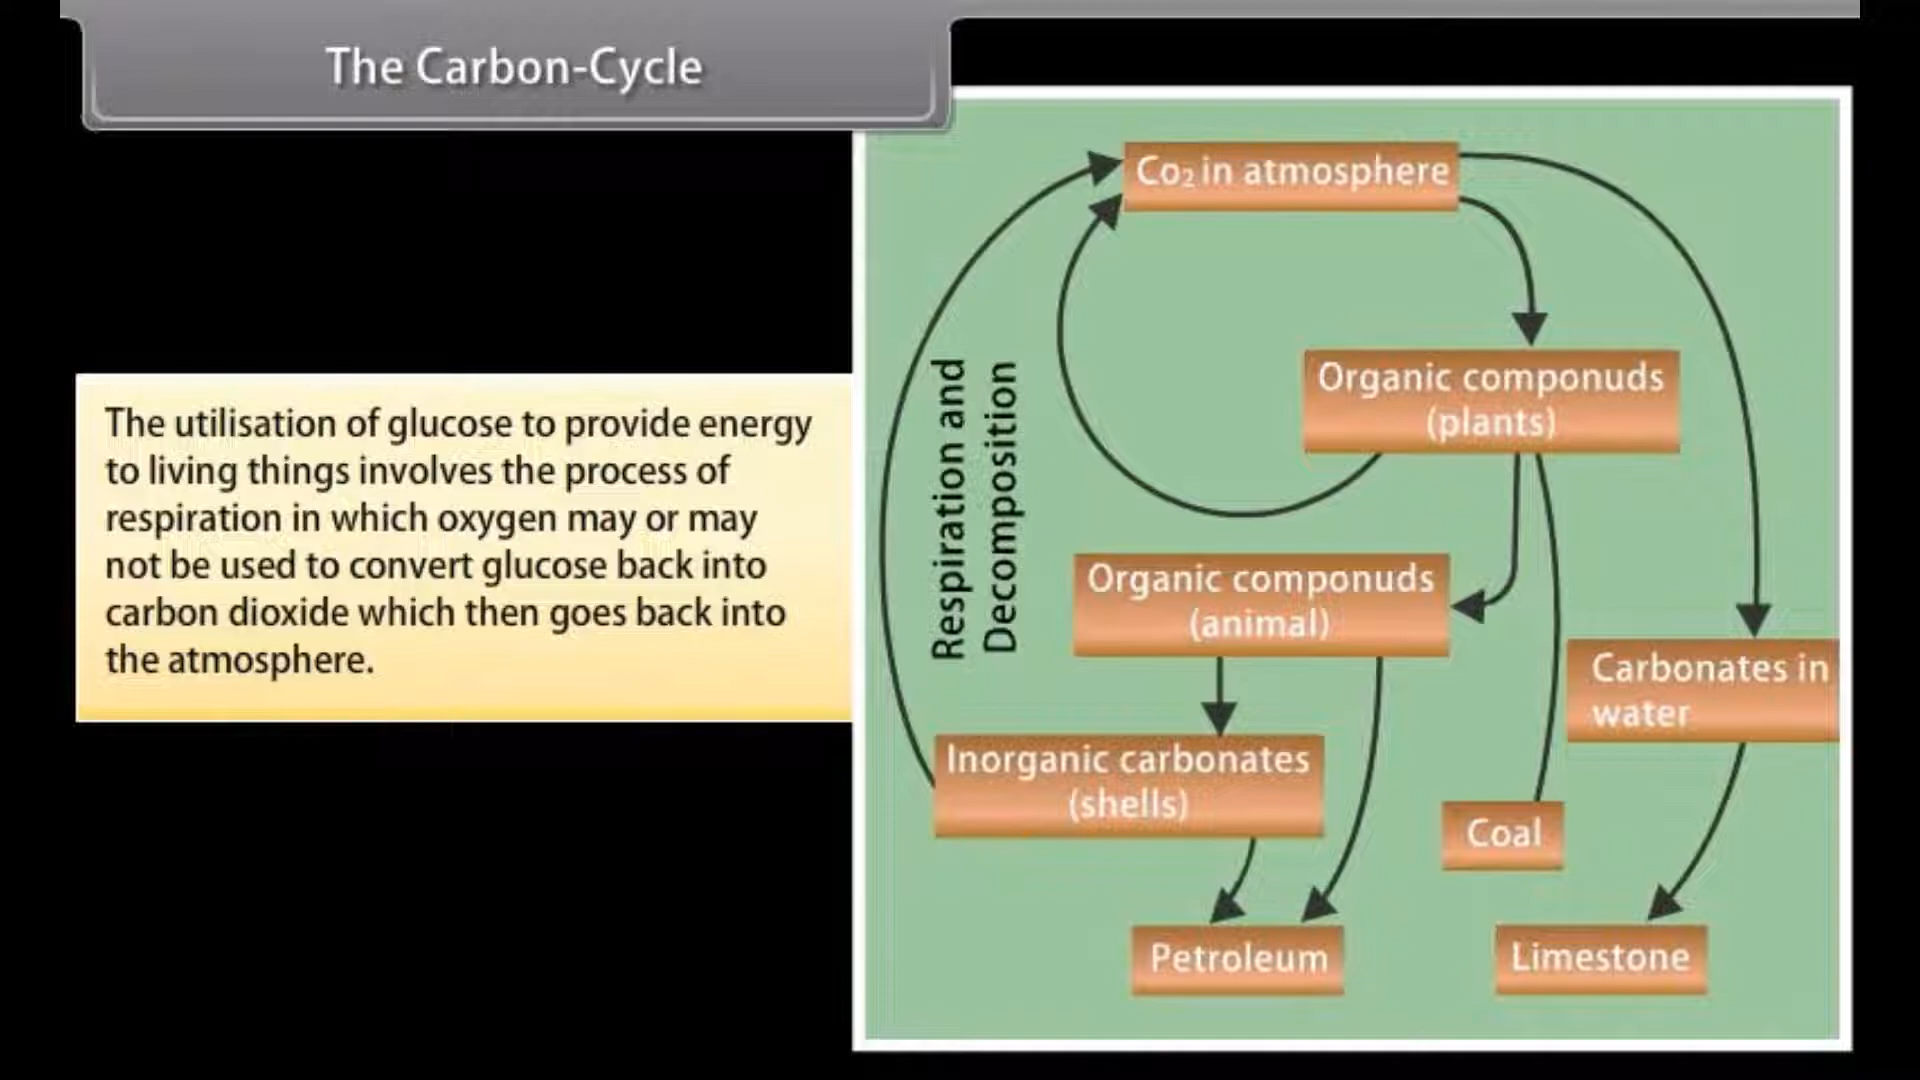 The Carbon-Cycle
The utilisation of glucose to provide energy
to living things involves the process of
respiration in which oxygen may or may
not be used to convert glucose back into
carbon dioxide which then goes back into
the atmosphere.
Co₂ in atmosphere
Organic componuds
(plants)
Respiration and
Decomposition
Organic componuds
(animal)
Carbonates in
water
Inorganic carbonates
(shells)
Coal
Petroleum
Limestone